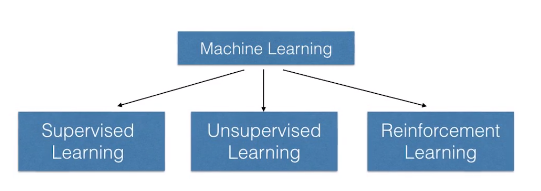 Machine Learning
Supervised
Learning
Unsupervised
Learning
Reinforcement
Learning